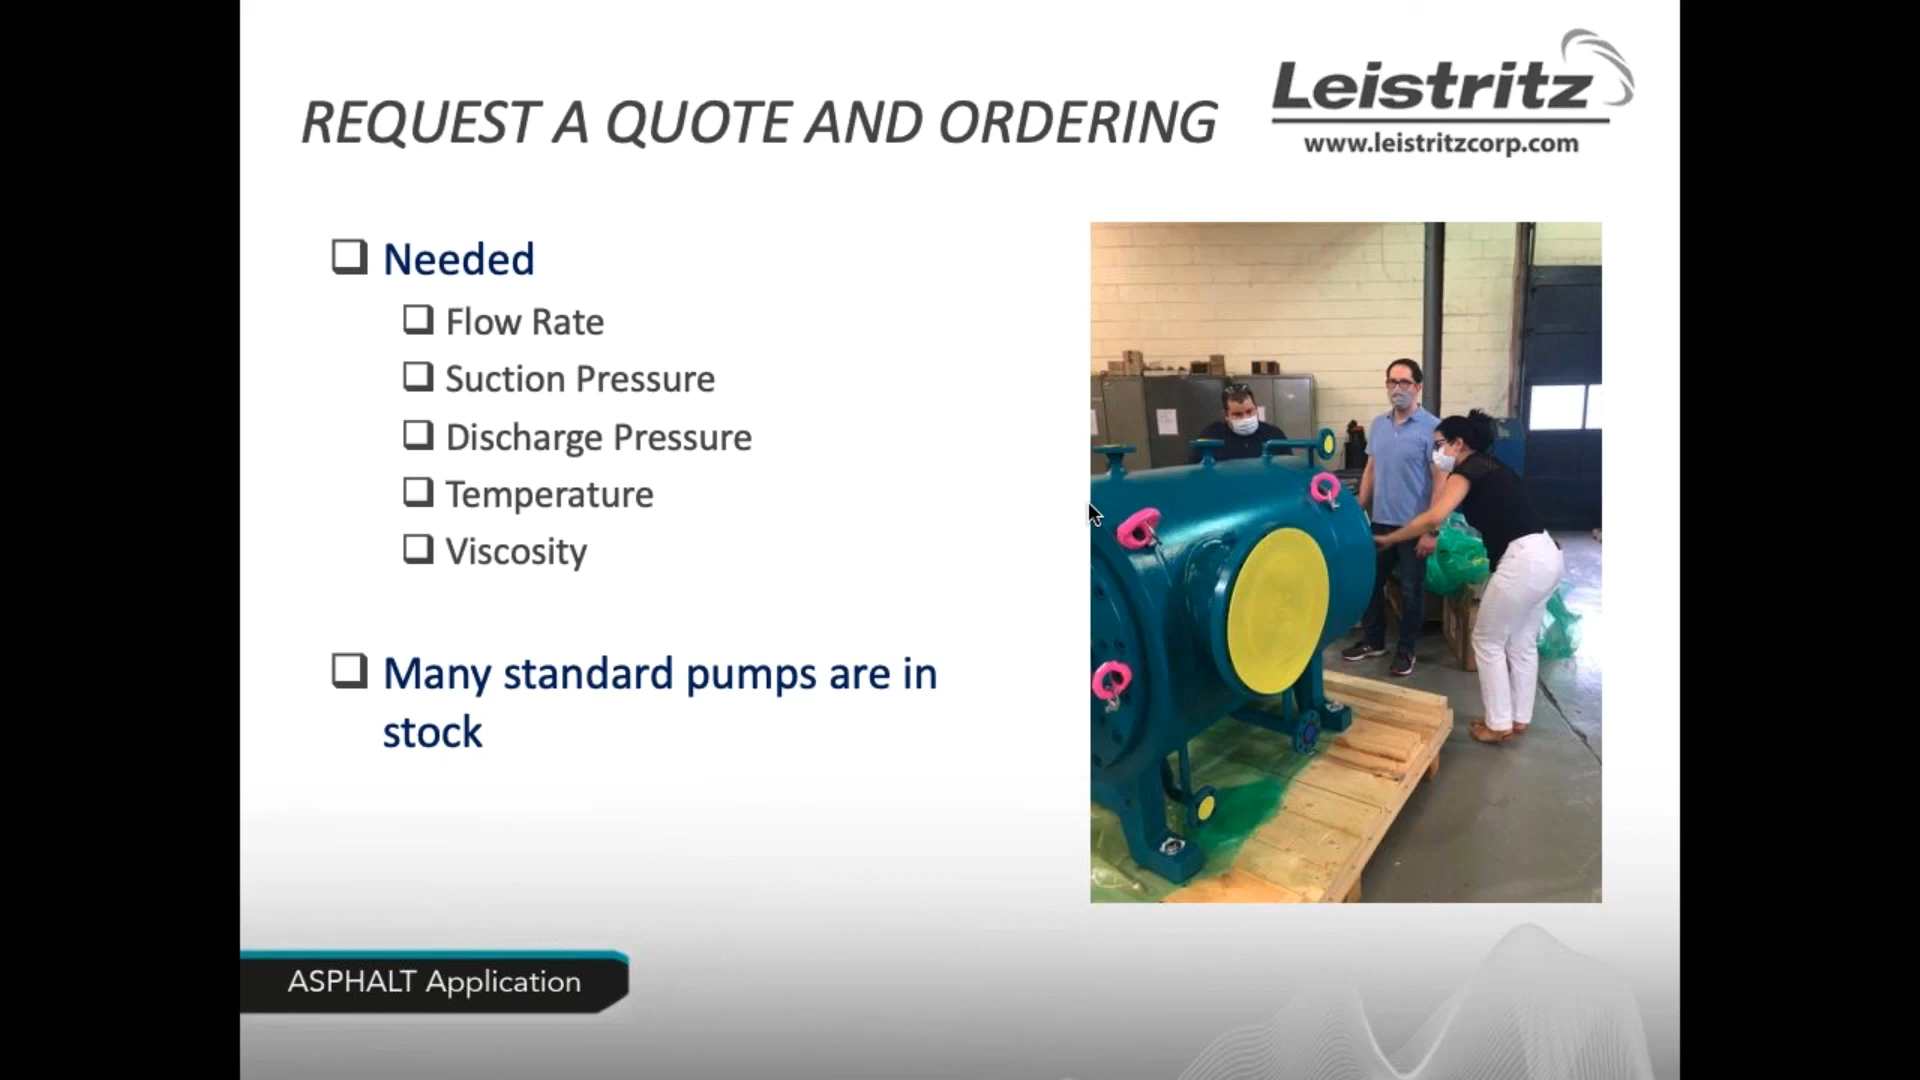 REQUEST A QUOTE AND ORDERING
Leistritz
www.leistritzcorp.com
Needed
Flow Rate
Suction Pressure
Discharge Pressure
Temperature
Viscosity
Many standard pumps are in
stock
ASPHALT Application